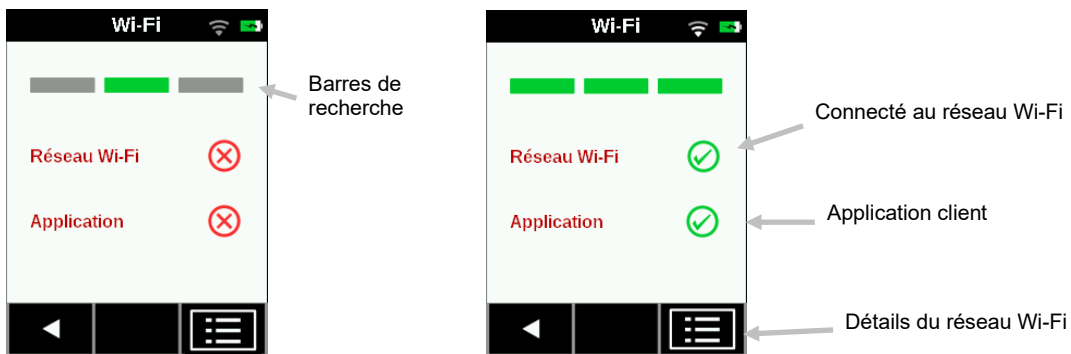 Wi-Fi
Barres de
recherche
Réseau Wi-Fi
Application
Wi-Fi
Connecté au réseau Wi-Fi
Réseau Wi-Fi
Application
Application client
Détails du réseau Wi-Fi